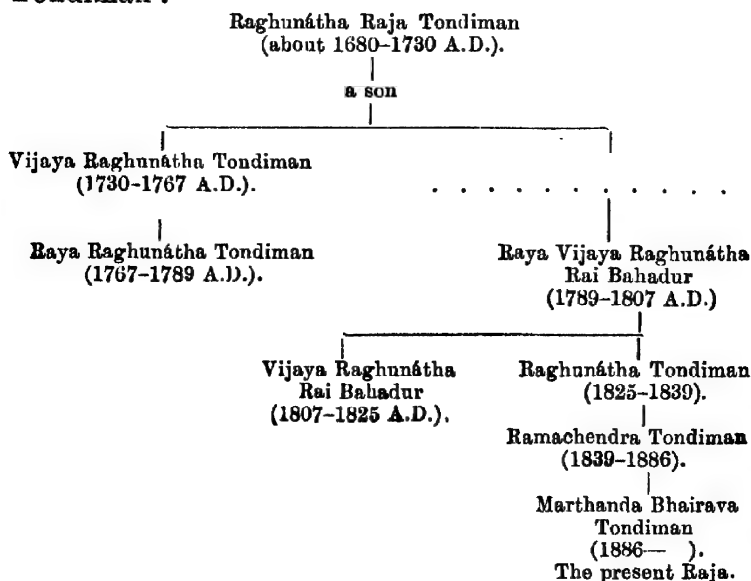 Raghunátha Raja Tondiman
(about 1680–1730 A.D.).
a son
Vijaya Raghunátha Tondiman
(1730–1767 A.D.).
. . . . . . . . . . . .
Raya Raghunátha Tondiman
(1767–1789 A.D.).
Raya Vijaya Raghunátha
Rai Bahadur
(1789–1807 A.D.)
Vijaya Raghunátha
Rai Bahadur
(1807–1825 A.D.).
Raghunátha Tondiman
(1825–1839).
Ramachendra Tondiman
(1839–1886).
Marthanda Bhairava
Tondiman
(1886— ).
The present Raja.